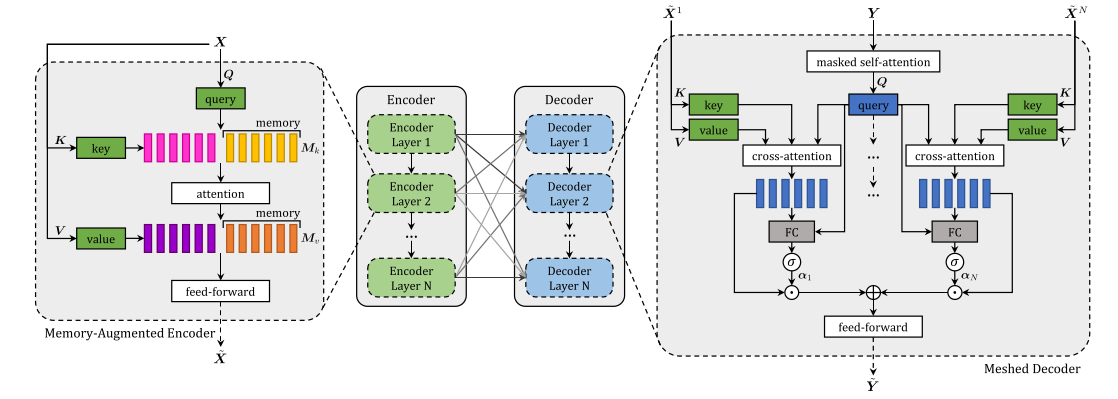 X
Q
query
memory
K
key
M_k
attention
memory
V
value
M_v
feed-forward
Memory-Augmented Encoder
X̃
Encoder
Encoder
Layer 1
Encoder
Layer 2
...
Encoder
Layer N
Decoder
Decoder
Layer 1
Decoder
Layer 2
...
Decoder
Layer N
X̃¹
Y
X̃ᴺ
masked self-attention
Q
K
key
query
key
K
V
value
value
V
cross-attention
...
cross-attention
...
FC
FC
σ
σ
α₁
α_N
feed-forward
Meshed Decoder
Ỹ